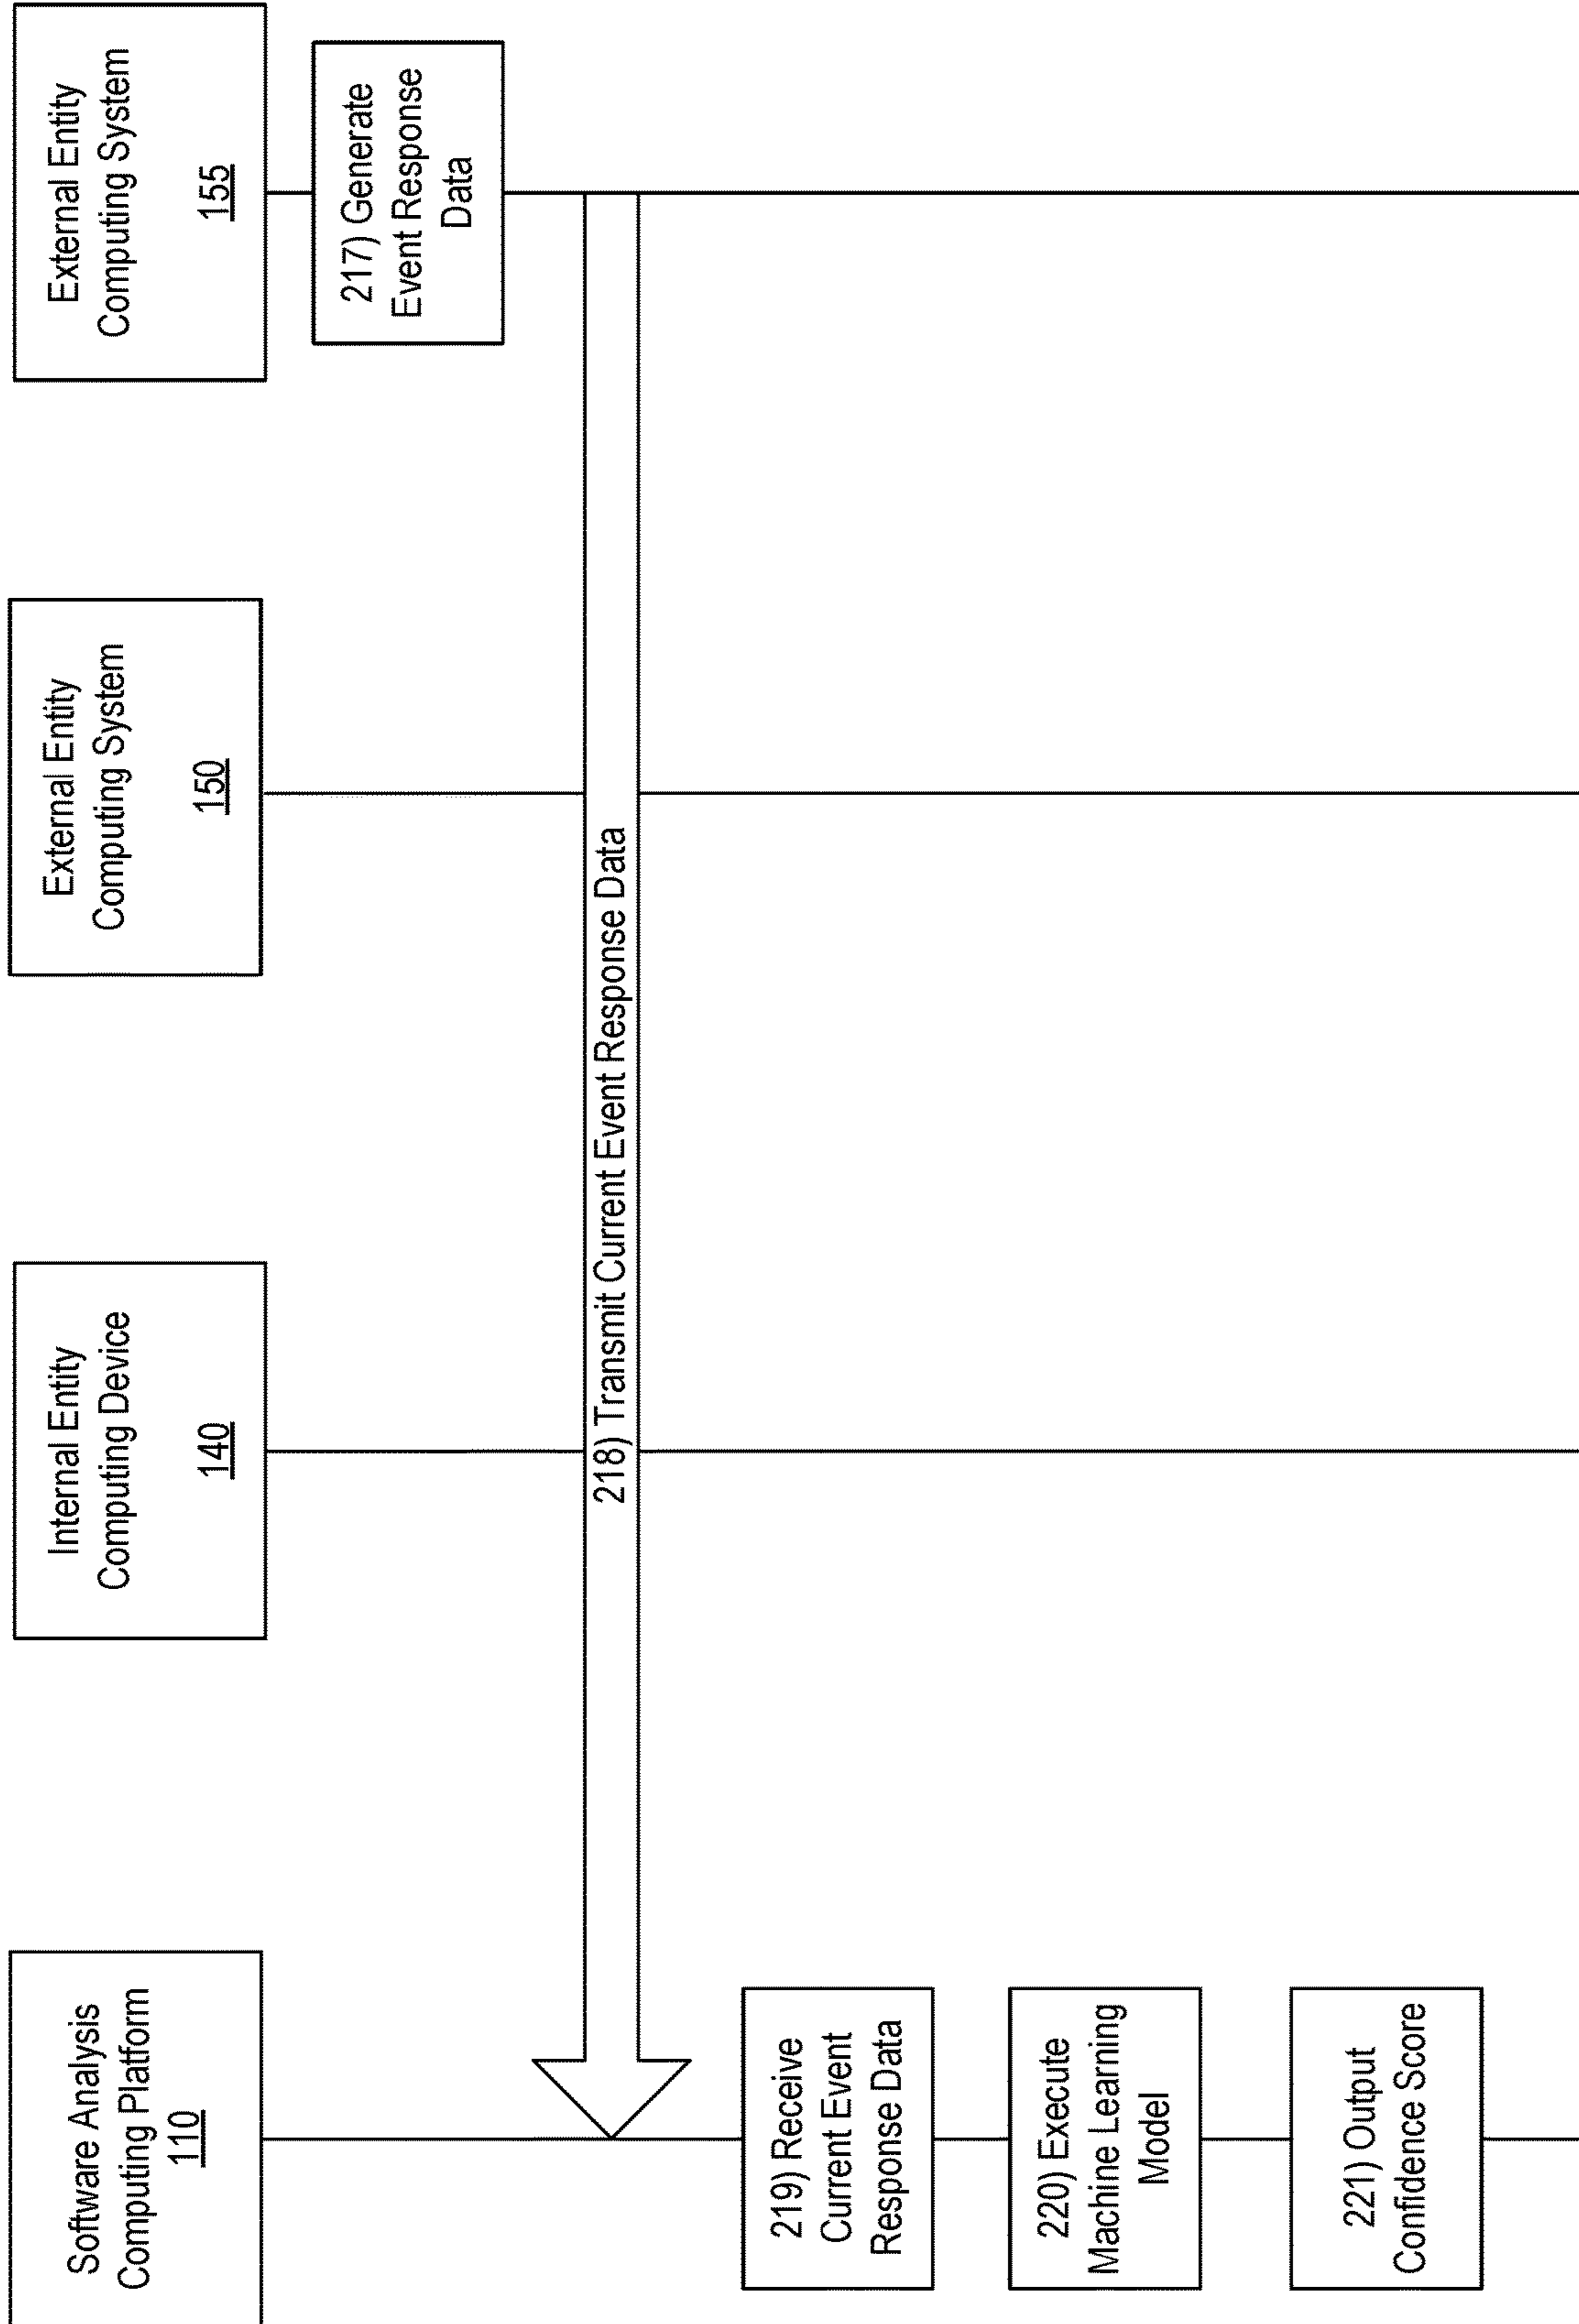 Software Analysis
Computing Platform
110
Internal Entity
Computing Device
140
External Entity
Computing System
150
External Entity
Computing System
155
217) Generate
Event Response
Data
218) Transmit Current Event Response Data
219) Receive
Current Event
Response Data
220) Execute
Machine Learning
Model
221) Output
Confidence Score